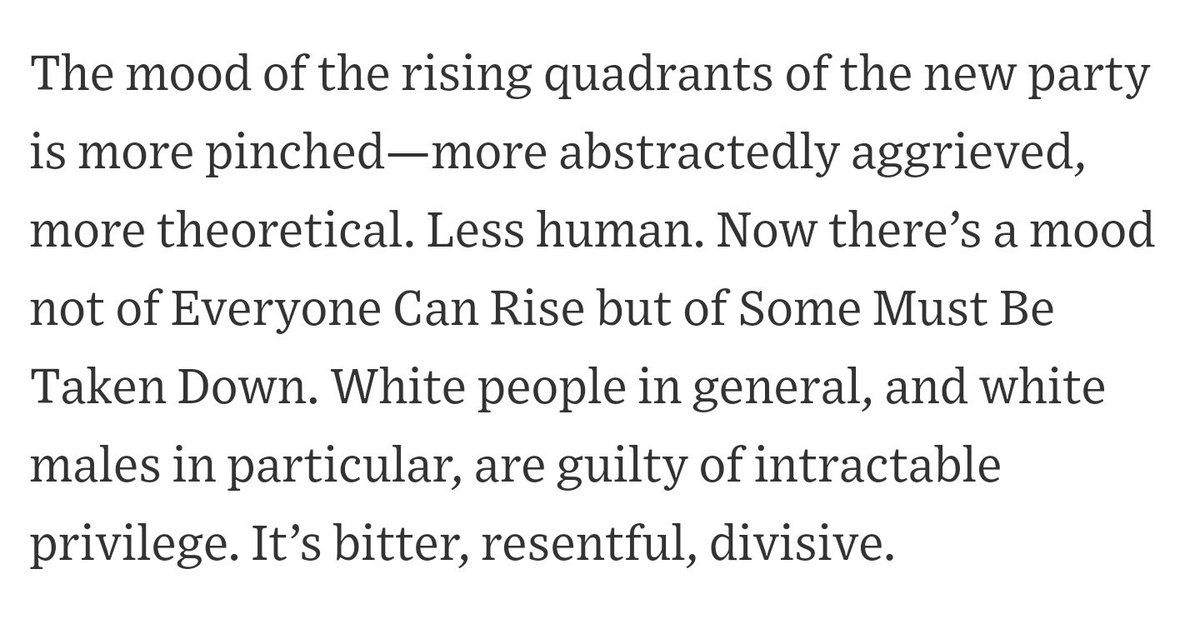 The mood of the rising quadrants of the new party
is more pinched—more abstractedly aggrieved,
more theoretical. Less human. Now there’s a mood
not of Everyone Can Rise but of Some Must Be
Taken Down. White people in general, and white
males in particular, are guilty of intractable
privilege. It’s bitter, resentful, divisive.